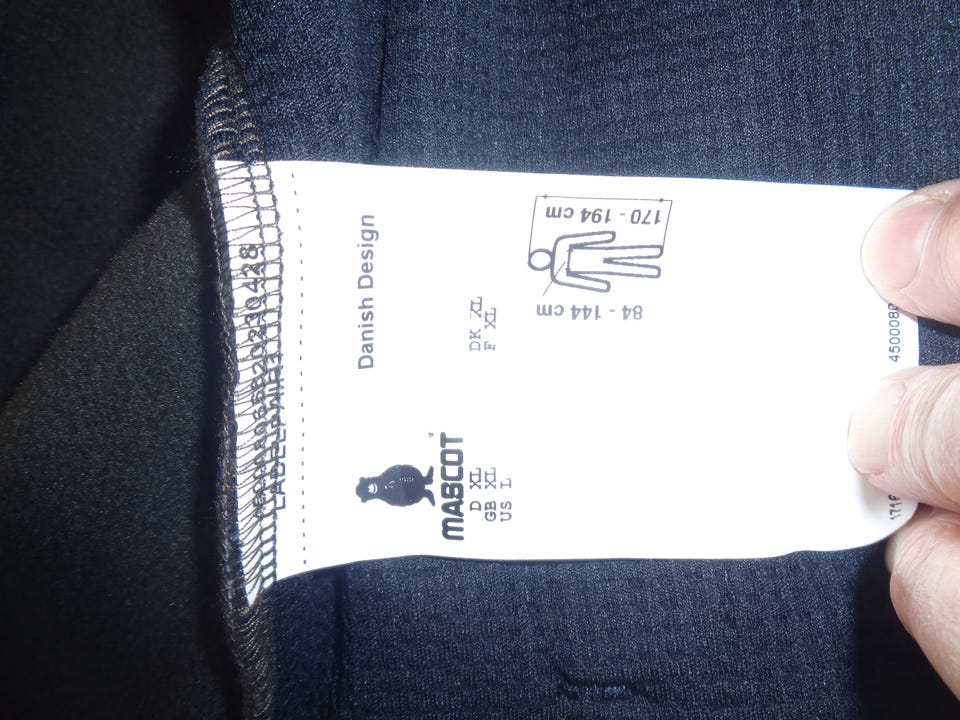 Danish Design
MASCOT
D XL DK XL
GB XL F XL
US L
170 - 194 cm
84 - 144 cm